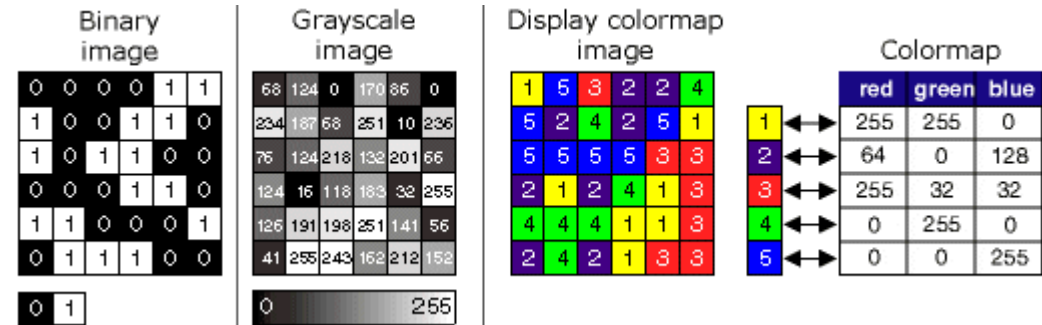 Binary image
0 0 0 0 1 1
1 0 0 1 1 0
1 0 1 1 0 0
0 0 0 1 1 0
1 1 0 0 0 1
0 1 1 1 0 0
0 1
Grayscale image
68 124 0 170 86 0
234 187 68 251 10 236
76 124 218 132 201 66
124 16 118 183 32 255
126 191 198 251 141 56
41 255 243 162 212 152
0 255
Display colormap image
1 5 3 2 2 4
5 2 4 2 5 1
5 5 5 5 3 3
2 1 2 4 1 3
4 4 4 1 1 3
2 4 2 1 3 3
Colormap
red green blue
1 255 255 0
2 64 0 128
3 255 32 32
4 0 255 0
5 0 0 255